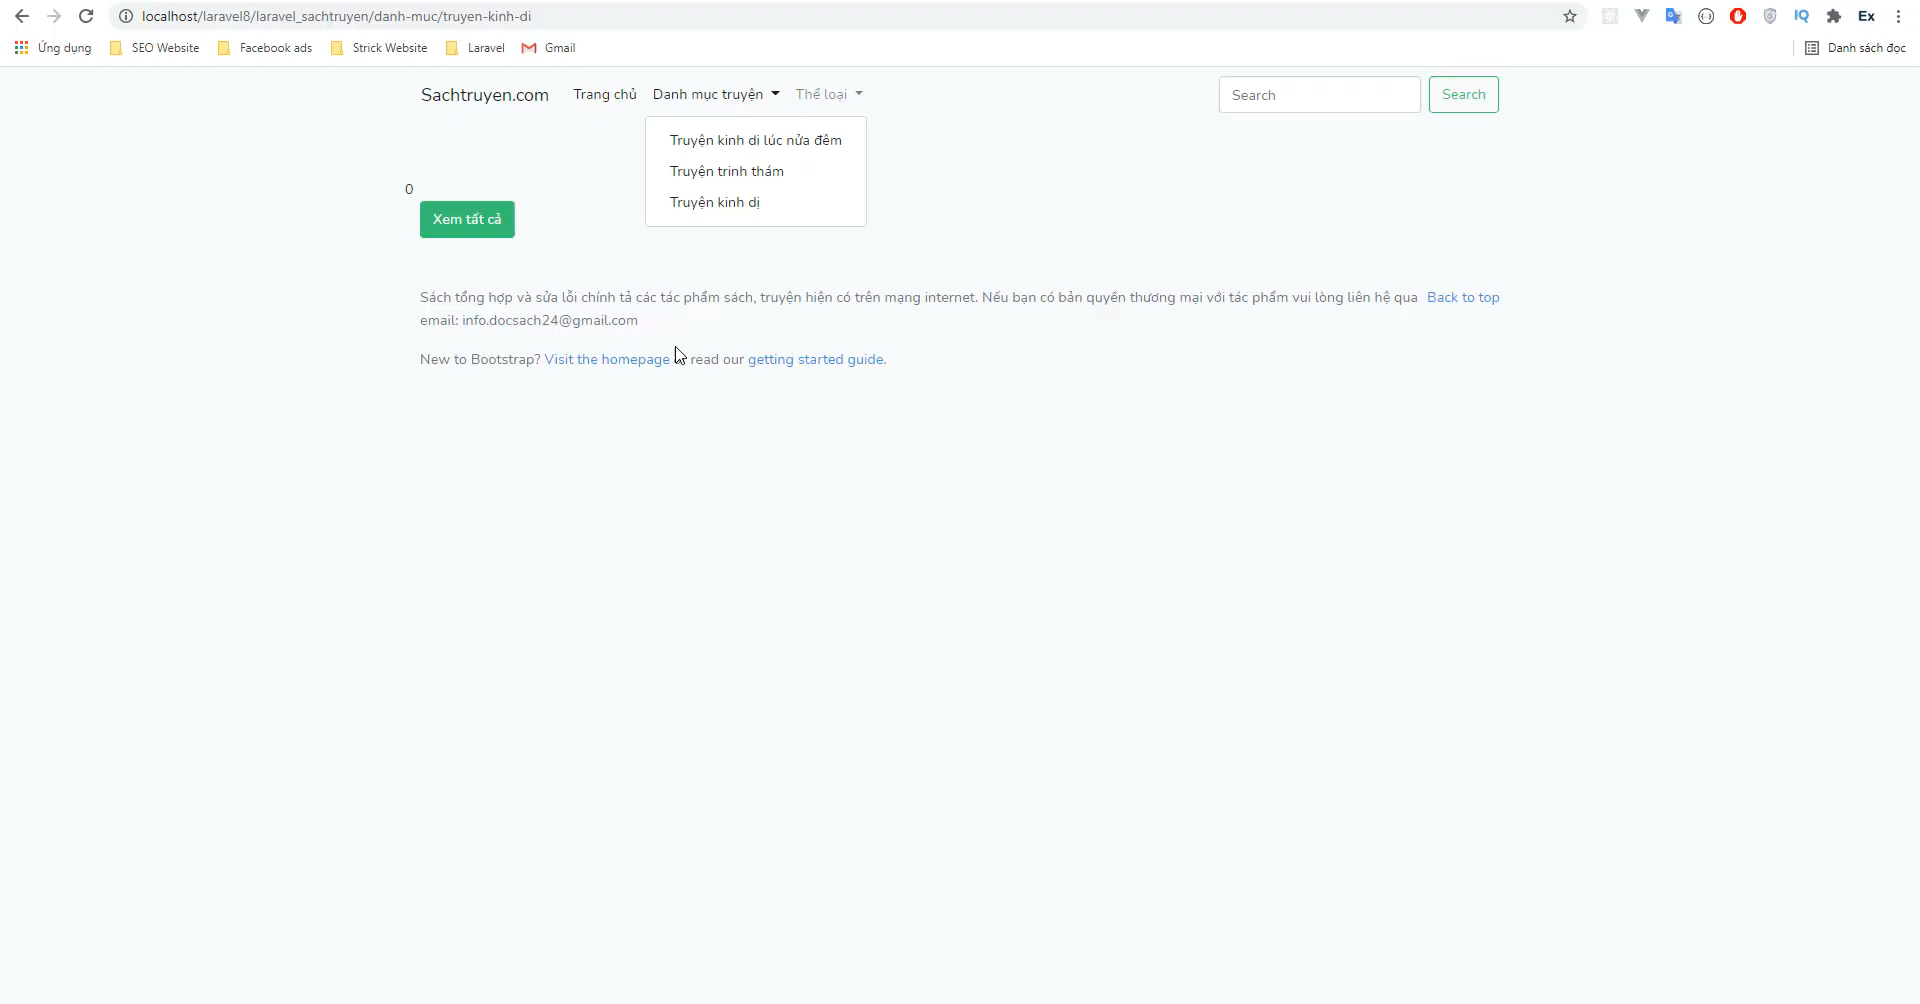 localhost/laravel8/laravel_sachtruyen/danh-muc/truyen-kinh-di
IQ
Ex
Ứng dụng
SEO Website
Facebook ads
Strick Website
Laravel
Gmail
Danh sách đọc
Sachtruyen.com
Trang chủ
Danh mục truyện
Thể loại
Search
Search
Truyện kinh di lúc nửa đêm
Truyện trinh thám
Truyện kinh dị
0
Xem tất cả
Sách tổng hợp và sửa lỗi chính tả các tác phẩm sách, truyện hiện có trên mạng internet. Nếu bạn có bản quyền thương mại với tác phẩm vui lòng liên hệ qua
Back to top
email: info.docsach24@gmail.com
New to Bootstrap? Visit the homepage read our getting started guide.